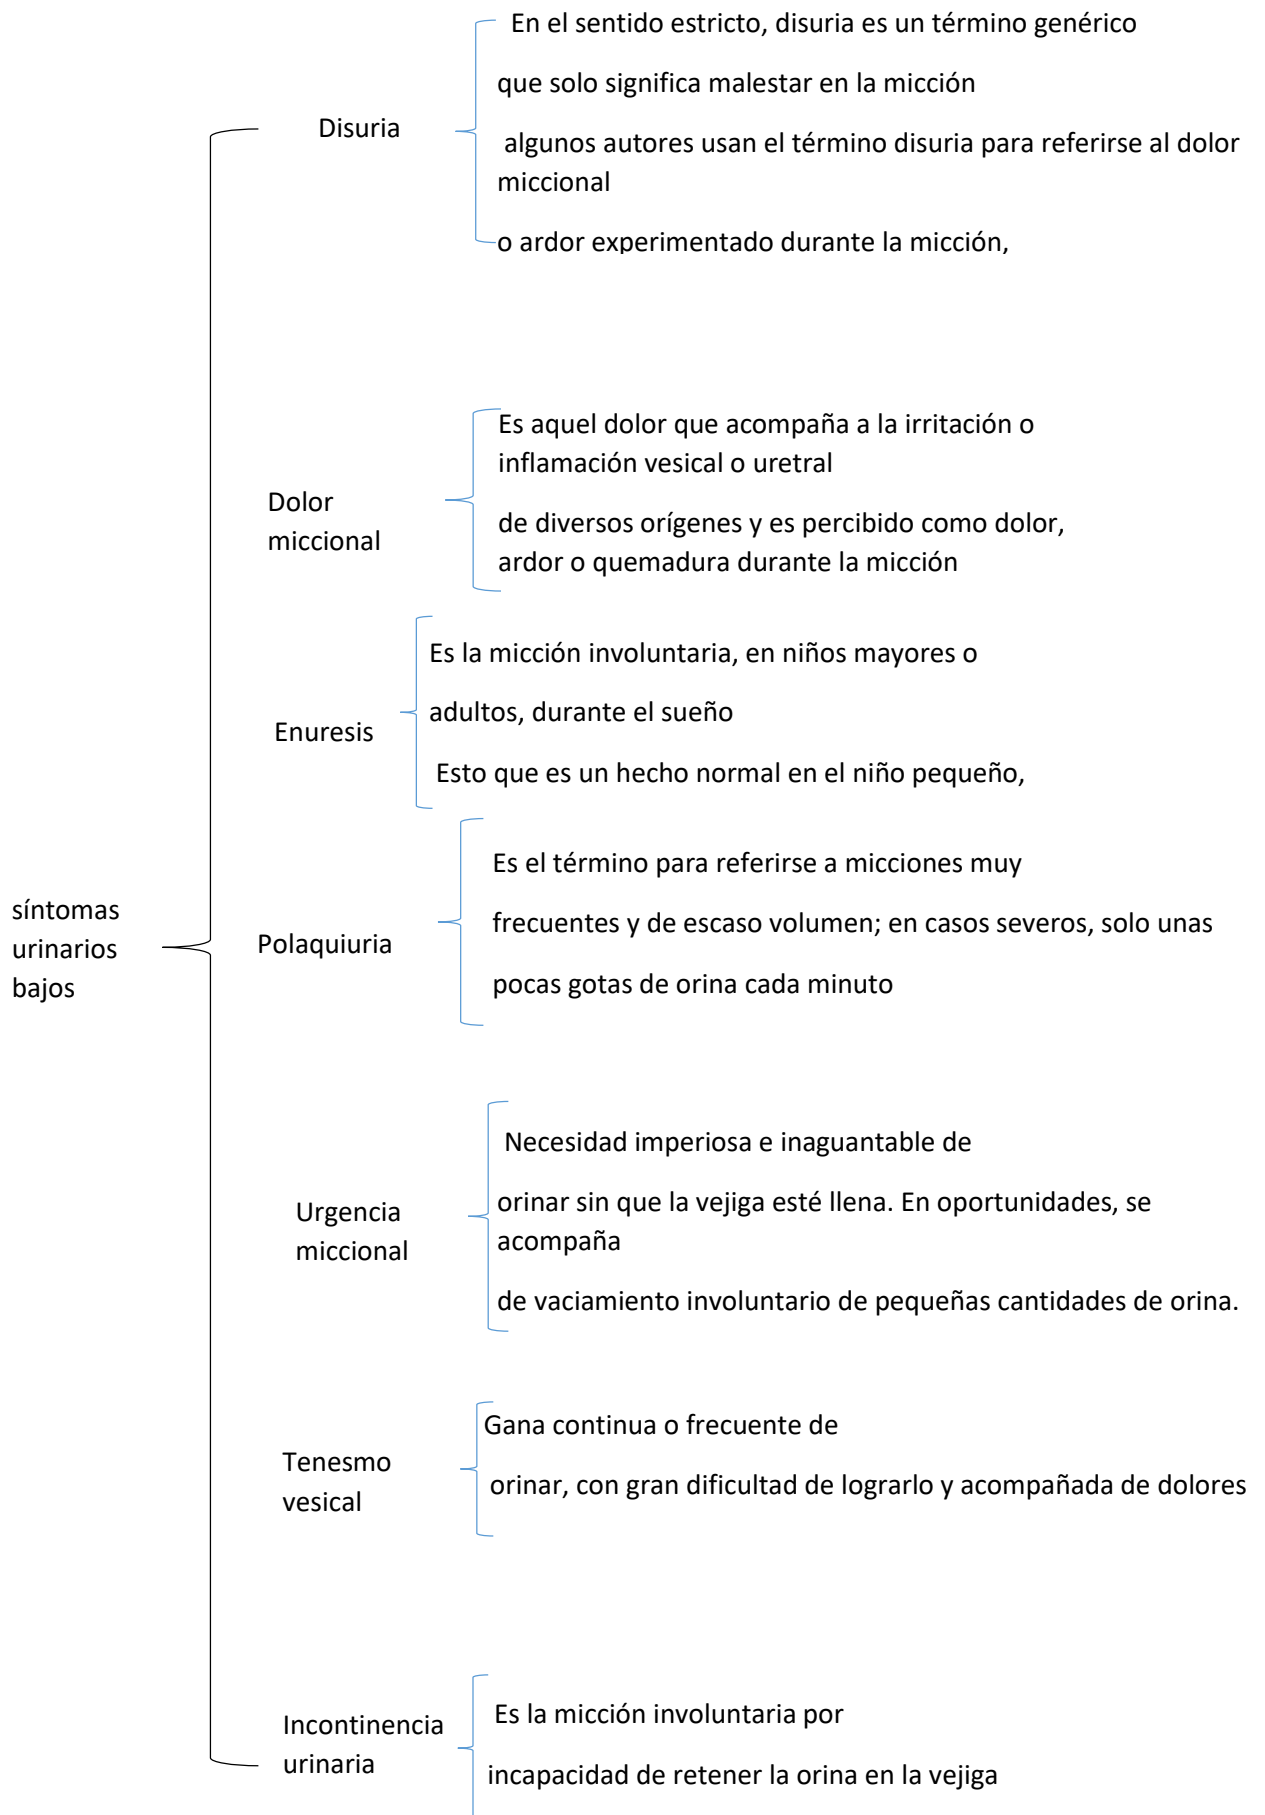 síntomas
urinarios
bajos
Disuria
En el sentido estricto, disuria es un término genérico
que solo significa malestar en la micción
algunos autores usan el término disuria para referirse al dolor
miccional
o ardor experimentado durante la micción,
Dolor
miccional
Es aquel dolor que acompaña a la irritación o
inflamación vesical o uretral
de diversos orígenes y es percibido como dolor,
ardor o quemadura durante la micción
Enuresis
Es la micción involuntaria, en niños mayores o
adultos, durante el sueño
Esto que es un hecho normal en el niño pequeño,
Polaquiuria
Es el término para referirse a micciones muy
frecuentes y de escaso volumen; en casos severos, solo unas
pocas gotas de orina cada minuto
Urgencia
miccional
Necesidad imperiosa e inaguantable de
orinar sin que la vejiga esté llena. En oportunidades, se
acompaña
de vaciamiento involuntario de pequeñas cantidades de orina.
Tenesmo
vesical
Gana continua o frecuente de
orinar, con gran dificultad de lograrlo y acompañada de dolores
Incontinencia
urinaria
Es la micción involuntaria por
incapacidad de retener la orina en la vejiga